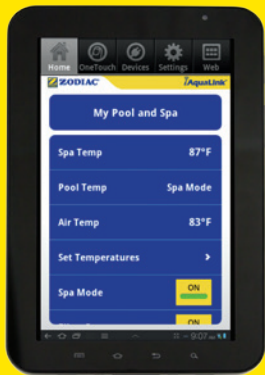 Home OneTouch Devices Settings Web
ZODIAC iAquaLink
My Pool and Spa
Spa Temp 87°F
Pool Temp Spa Mode
Air Temp 83°F
Set Temperatures >
Spa Mode ON
ON
9:07